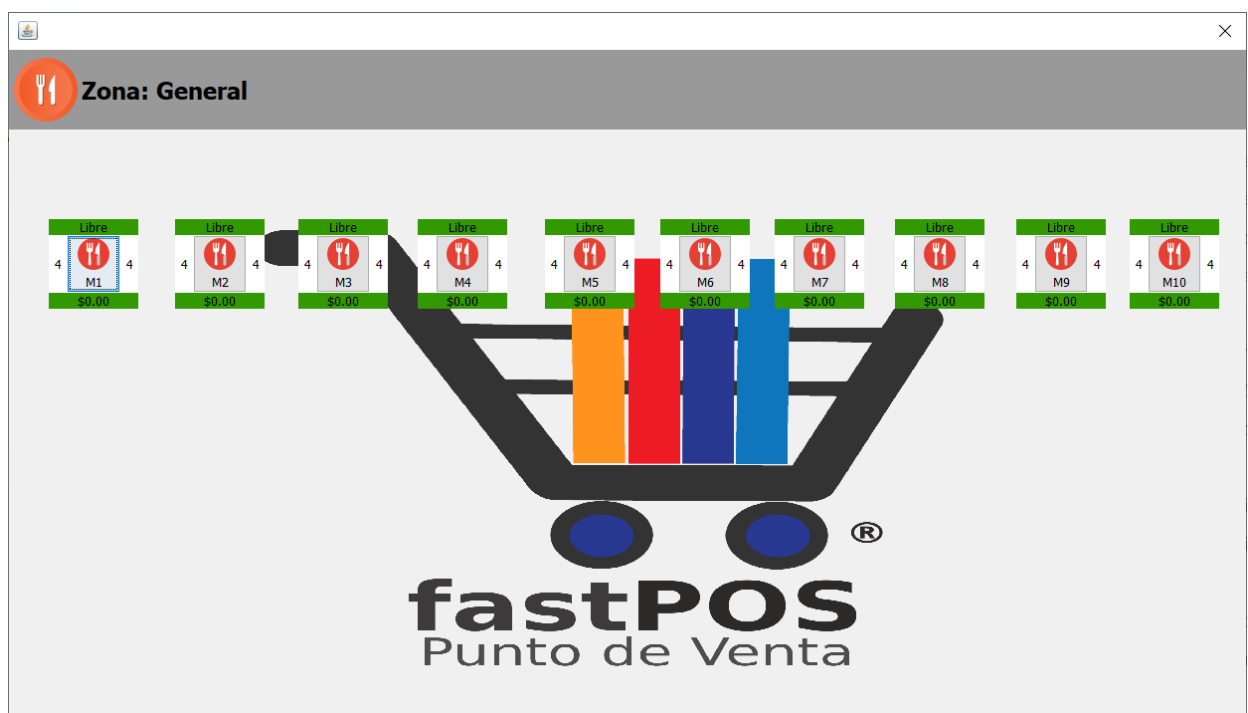 Zona: General
Libre Libre Libre Libre Libre Libre Libre Libre Libre Libre
4 4 4 4 4 4 4 4 4 4 4 4 4 4 4 4 4 4 4 4
M1 M2 M3 M4 M5 M6 M7 M8 M9 M10
$0.00 $0.00 $0.00 $0.00 $0.00 $0.00 $0.00 $0.00 $0.00 $0.00
®
fastPOS
Punto de Venta